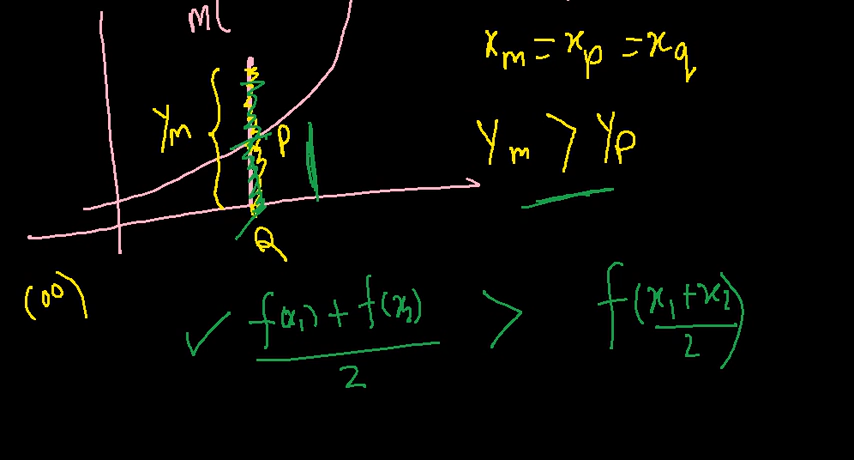 M(
x_m = x_p = x_q
Y_m
P
Y_m > Y_P
Q
(00)
✓ f(x_1) + f(x_2) / 2 > f(x_1 + x_2 / 2)